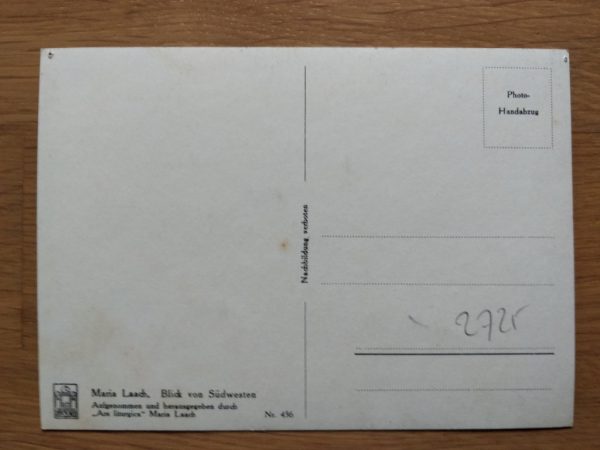 Photo-
Handabzug
Nachbildung verboten
Maria Laach, Blick von Südwesten
Aufgenommen und herausgegeben durch
„Ars liturgica" Maria Laach Nr. 436